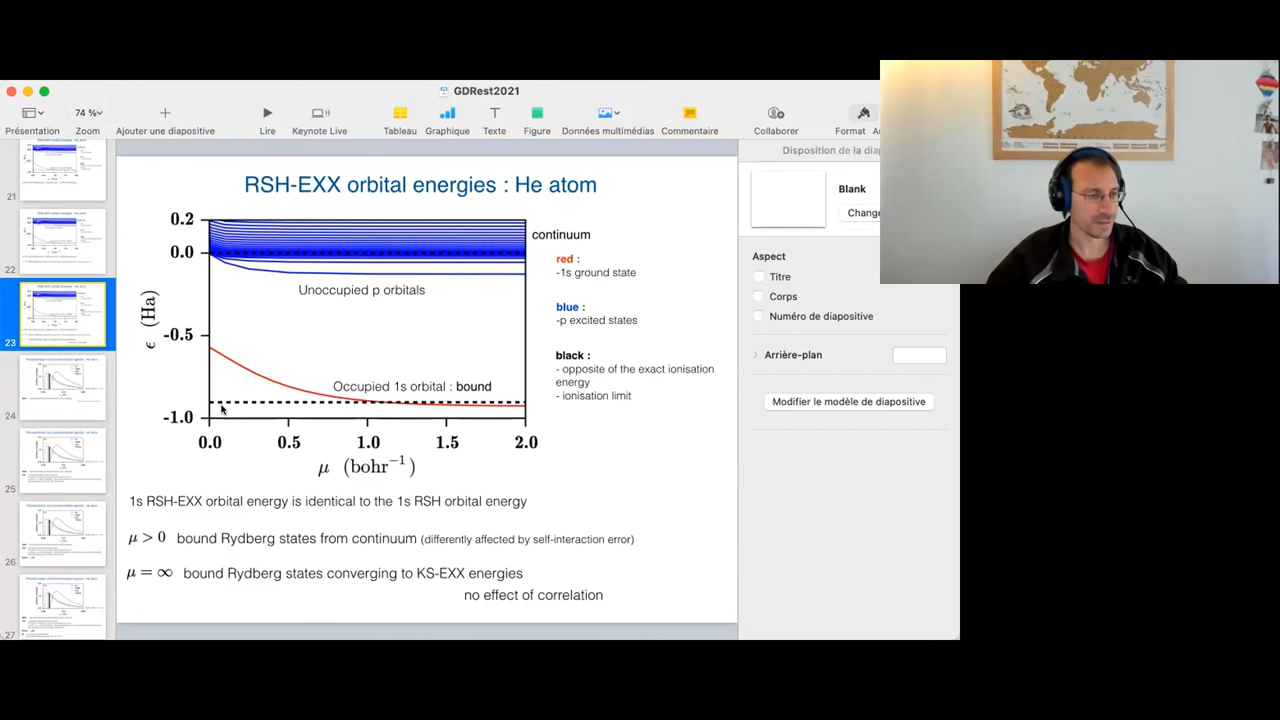 GDRest2021
74 %
Présentation
Zoom
Ajouter une diapositive
Lire
Keynote Live
Tableau
Graphique
Texte
Figure
Données multimédias
Commentaire
Collaborer
Format
Disposition de la
Blank
Change
Aspect
Titre
Corps
Numéro de diapositive
Arrière-plan
Modifier le modèle de diapositive
21
22
23
24
25
26
27
RSH-EXX orbital energies : He atom
0.2
0.0
-0.5
-1.0
ϵ (Ha)
continuum
Unoccupied p orbitals
Occupied 1s orbital : bound
0.0 0.5 1.0 1.5 2.0
μ (bohr⁻¹)
red :
-1s ground state
blue :
-p excited states
black :
- opposite of the exact ionisation
energy
- ionisation limit
1s RSH-EXX orbital energy is identical to the 1s RSH orbital energy
μ > 0 bound Rydberg states from continuum (differently affected by self-interaction error)
μ = ∞ bound Rydberg states converging to KS-EXX energies
no effect of correlation